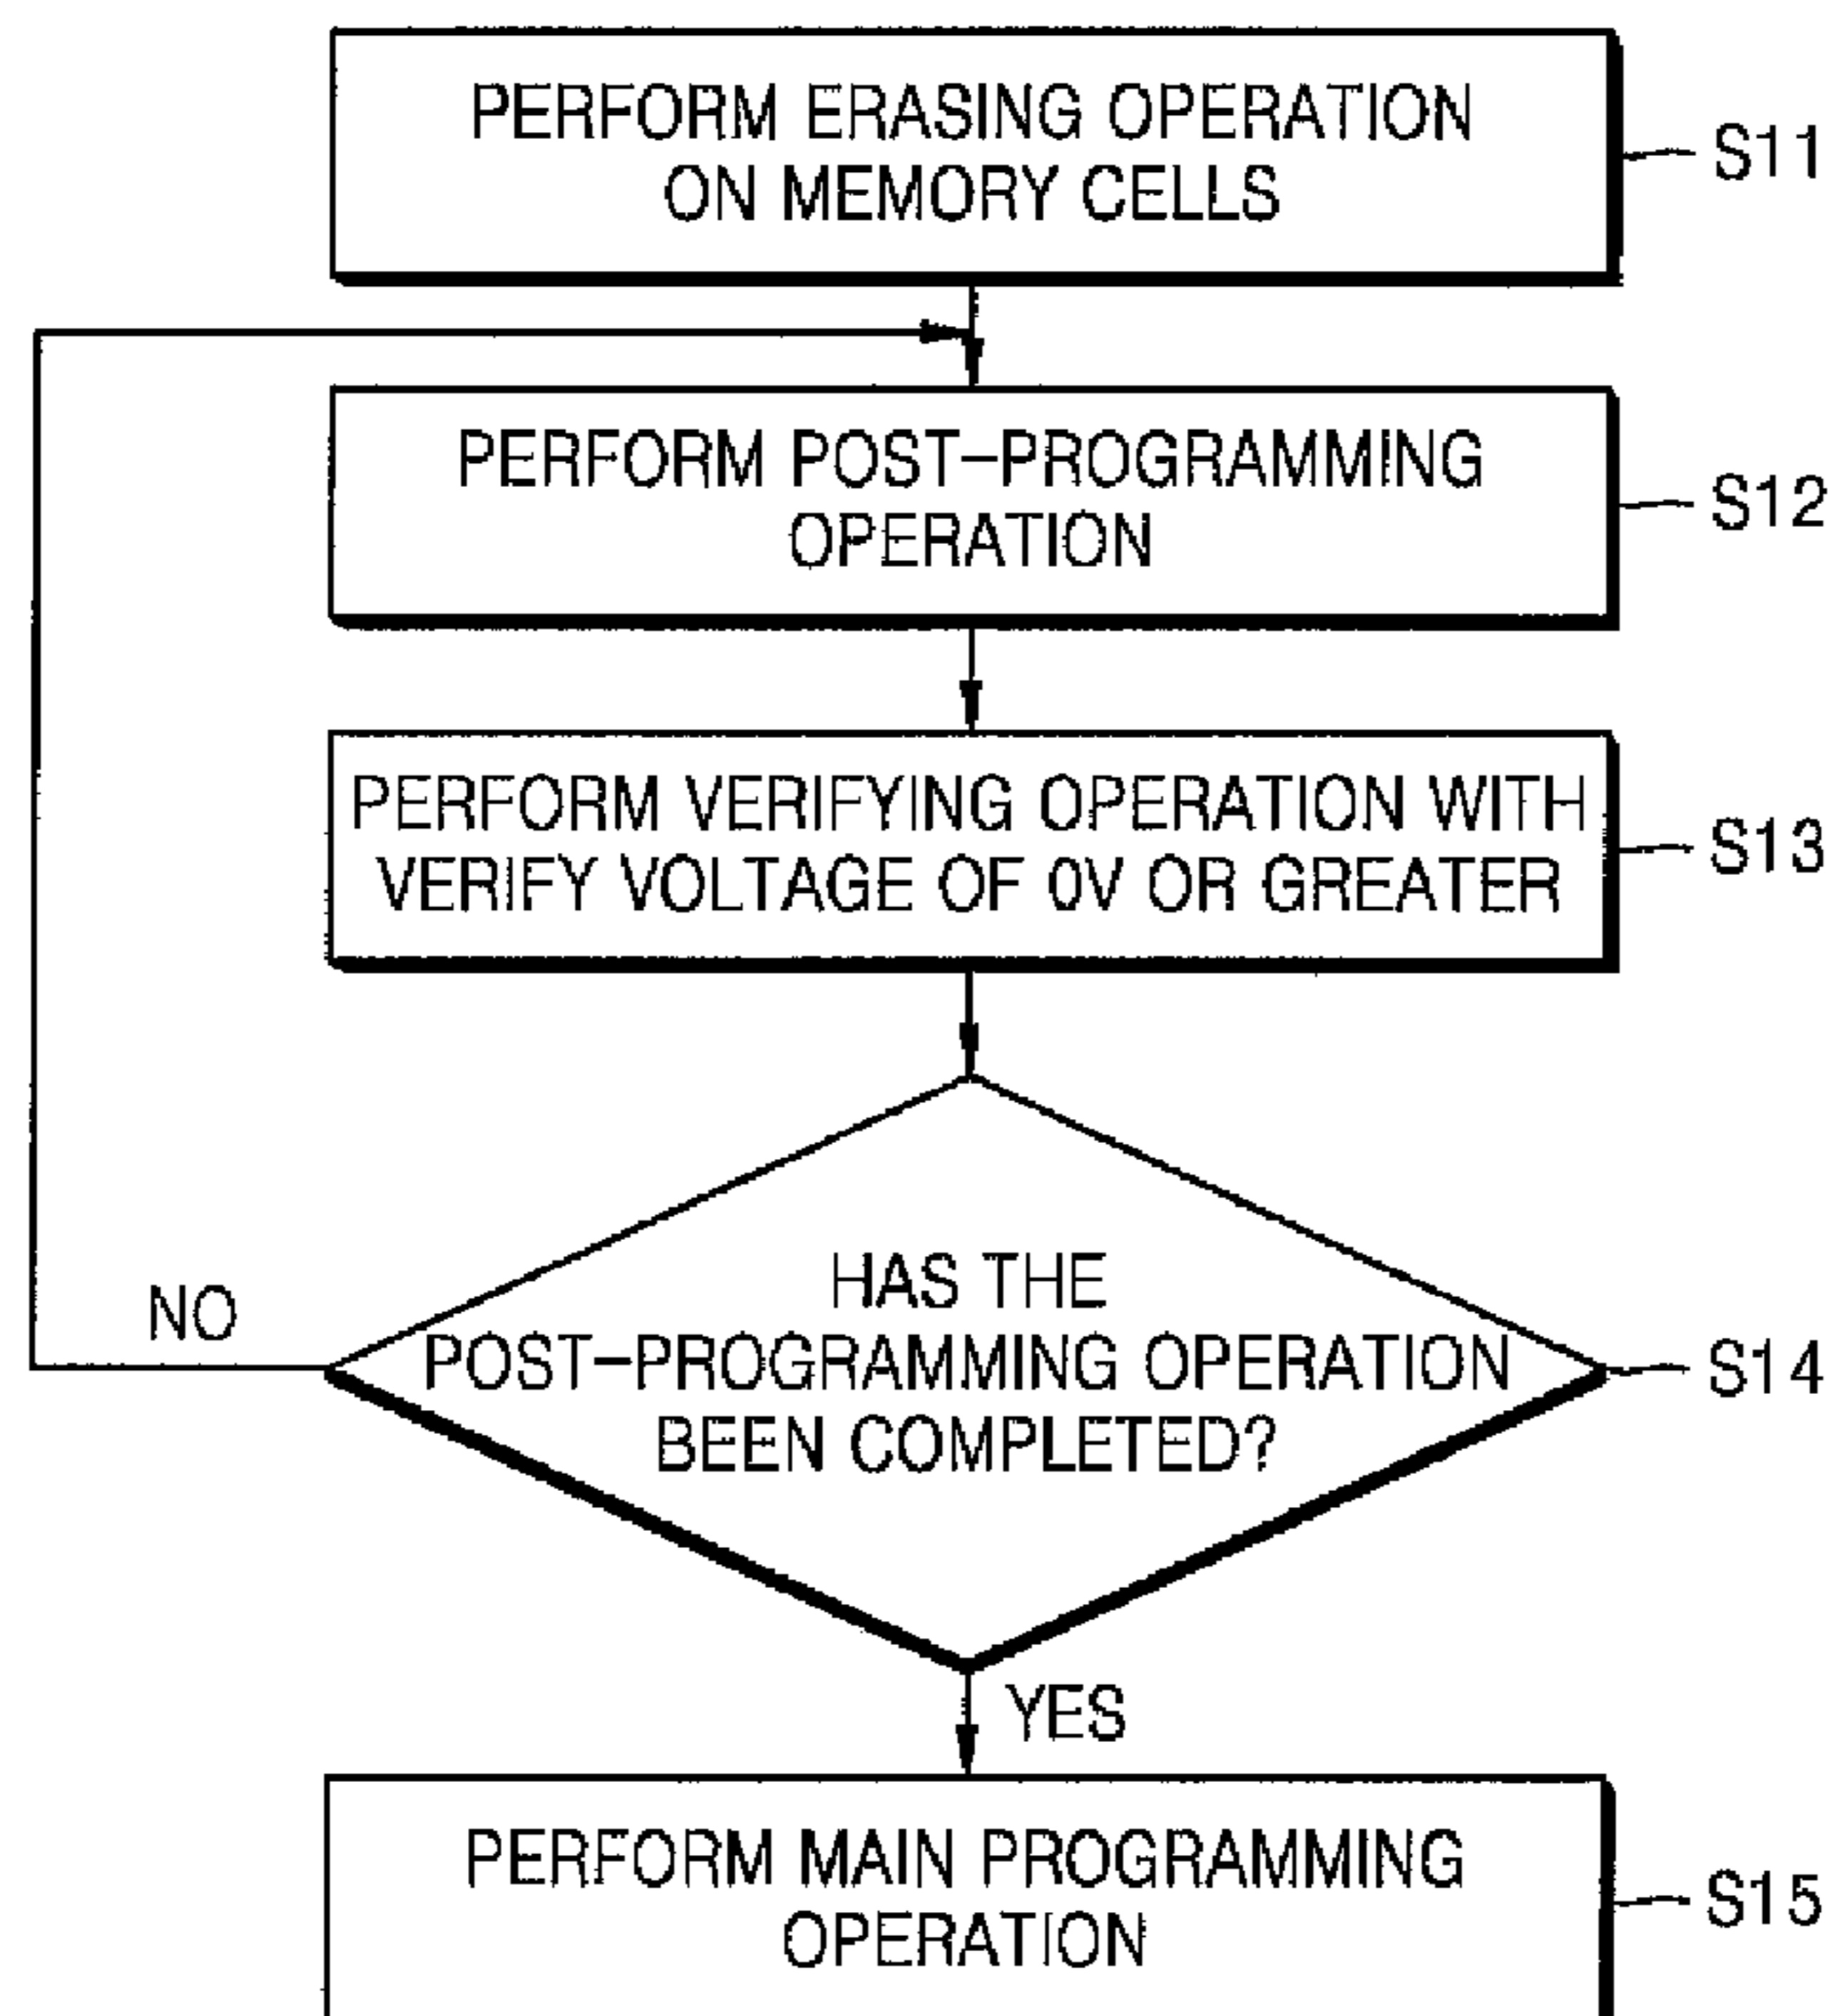 PERFORM ERASING OPERATION
ON MEMORY CELLS
S11
PERFORM POST-PROGRAMMING
OPERATION
S12
PERFORM VERIFYING OPERATION WITH
VERIFY VOLTAGE OF 0V OR GREATER
S13
HAS THE
POST-PROGRAMMING OPERATION
BEEN COMPLETED?
S14
NO
YES
PERFORM MAIN PROGRAMMING
OPERATION
S15